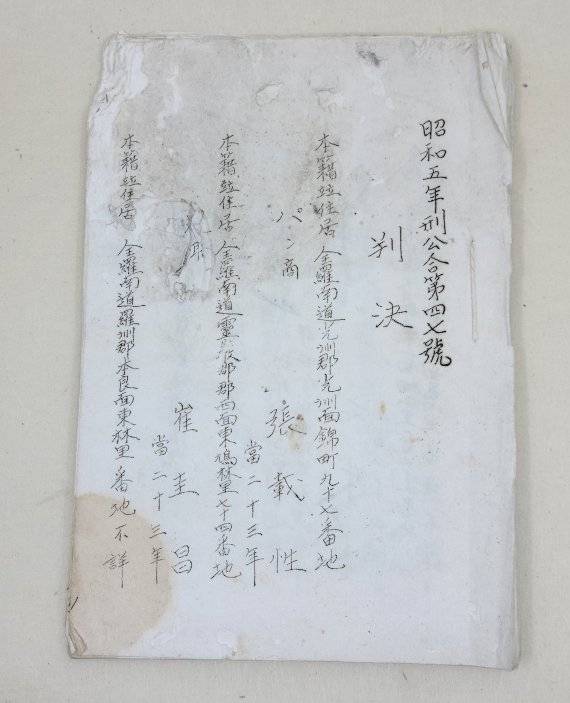 昭和五年刑公合第四七號
判決
本籍竝住居 全羅南道光州郡光州面錦町九十七番地
パン商
張載性
當二十三年
本籍竝住居 全羅南道靈巖郡郡西面東鳩林里七十四番地
崔圭昌
當二十三年
本籍竝住居 全羅南道羅州郡本良面東林里番地不詳